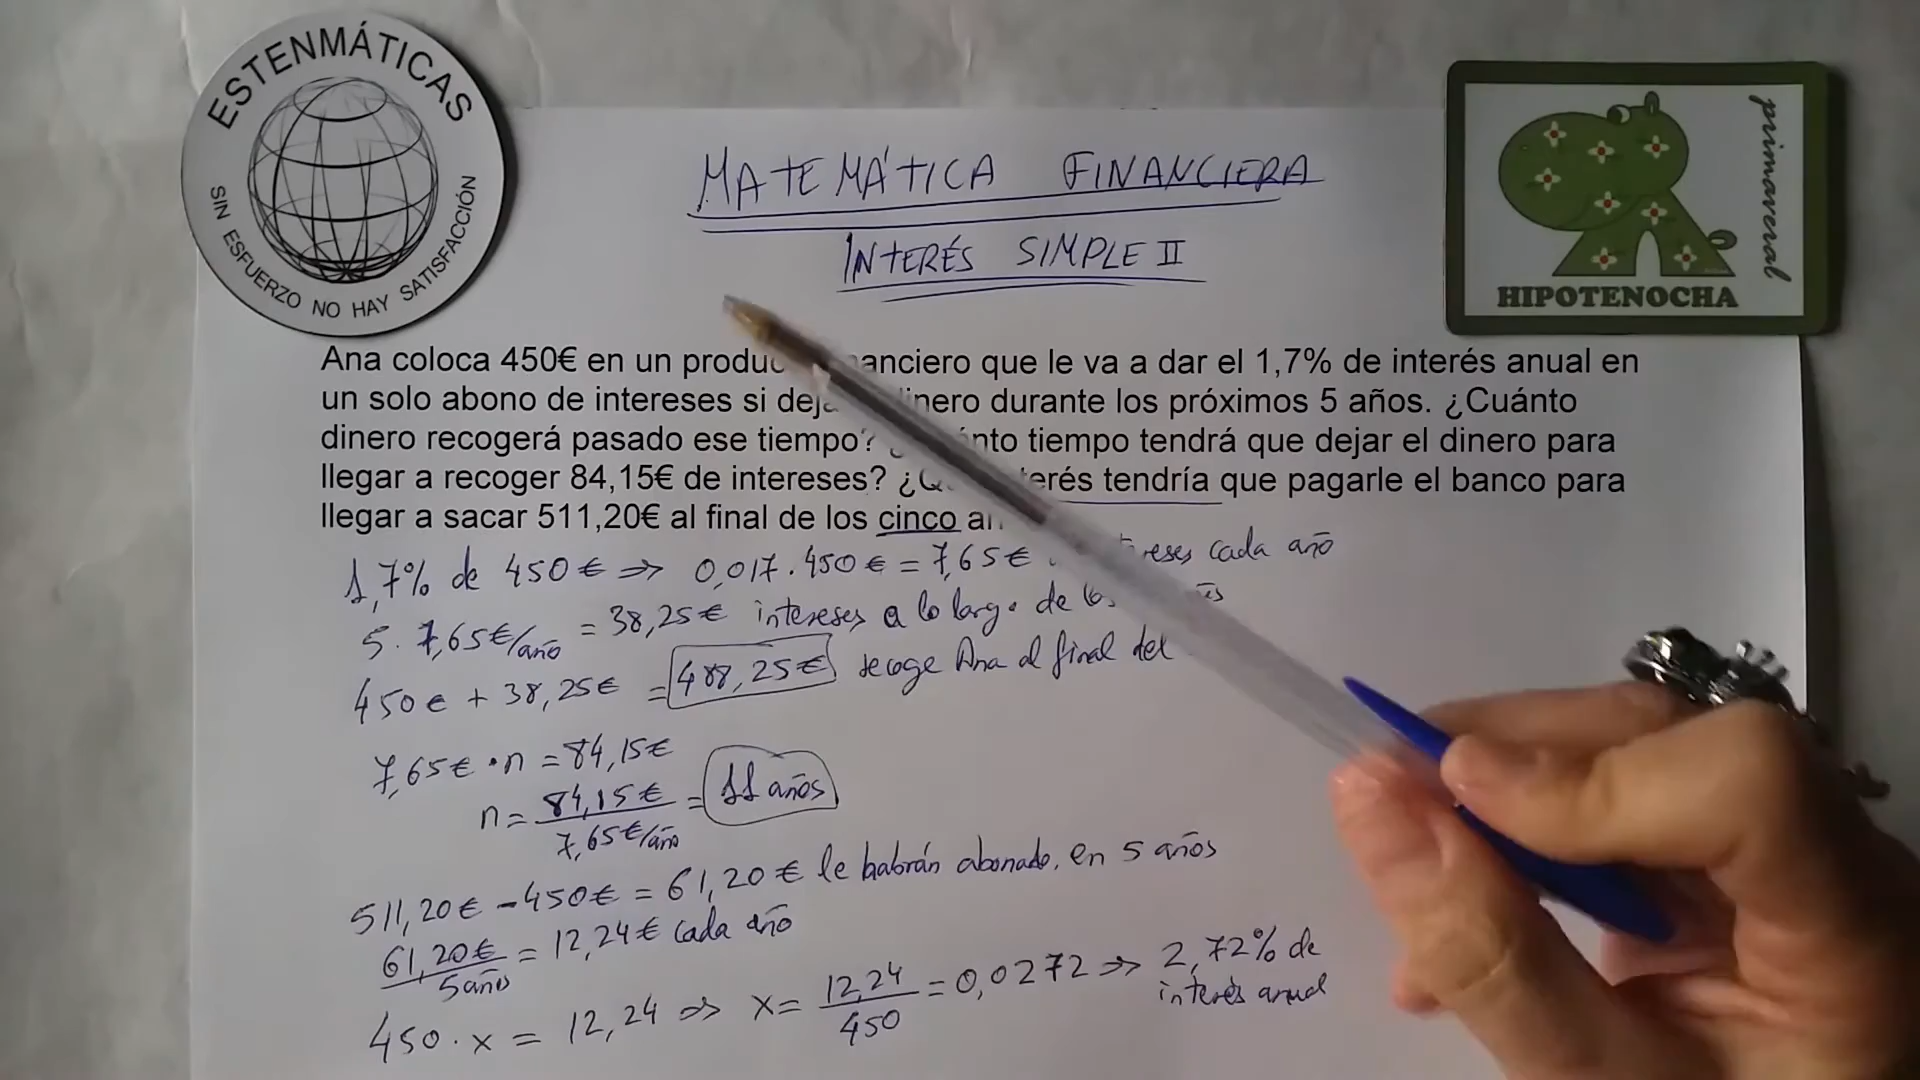 ESTENMÁTICAS
SIN ESFUERZO NO HAY SATISFACCIÓN
MATEMÁTICA FINANCIERA
INTERÉS SIMPLE II
primaveral
HIPOTENOCHA
Ana coloca 450€ en un produc nanciero que le va a dar el 1,7% de interés anual en
un solo abono de intereses si deja inero durante los próximos 5 años. ¿Cuánto
dinero recogerá pasado ese tiempo? ¿ nto tiempo tendrá que dejar el dinero para
llegar a recoger 84,15€ de intereses? ¿Q erés tendría que pagarle el banco para
llegar a sacar 511,20€ al final de los cinco a
1,7% de 450€ ⇒ 0,017 . 450€ = 7,65€ eses cada año
5 . 7,65€/año = 38,25€ intereses a lo largo de los
450€ + 38,25€ = 488,25€ recoge Ana al final del
7,65€ · n = 84,15€
n = 84,15€ / 7,65€/año = 11 años
511,20€ - 450€ = 61,20€ le habrán abonado, en 5 años
61,20€ / 5 años = 12,24€ cada año
450 · x = 12,24 ⇒ x = 12,24 / 450 = 0,0272 ⇒ 2,72% de
interés anual